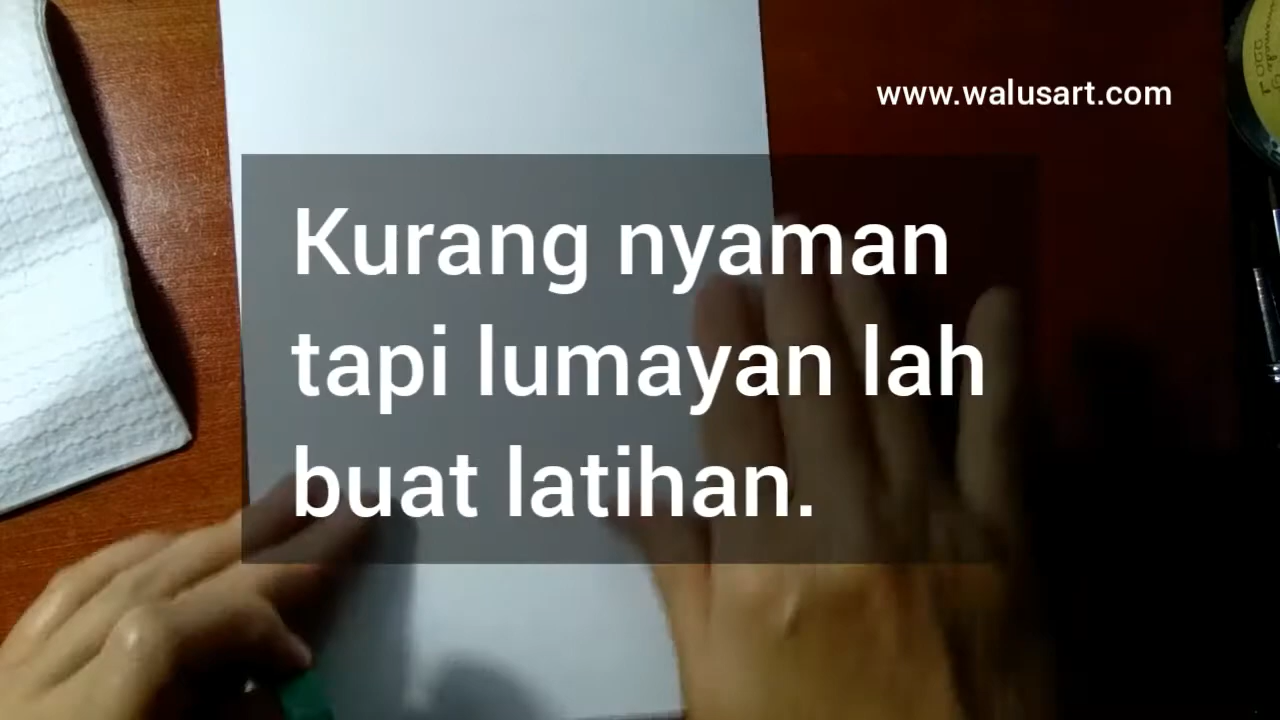 www.walusart.com
Kurang nyaman
tapi lumayan lah
buat latihan.